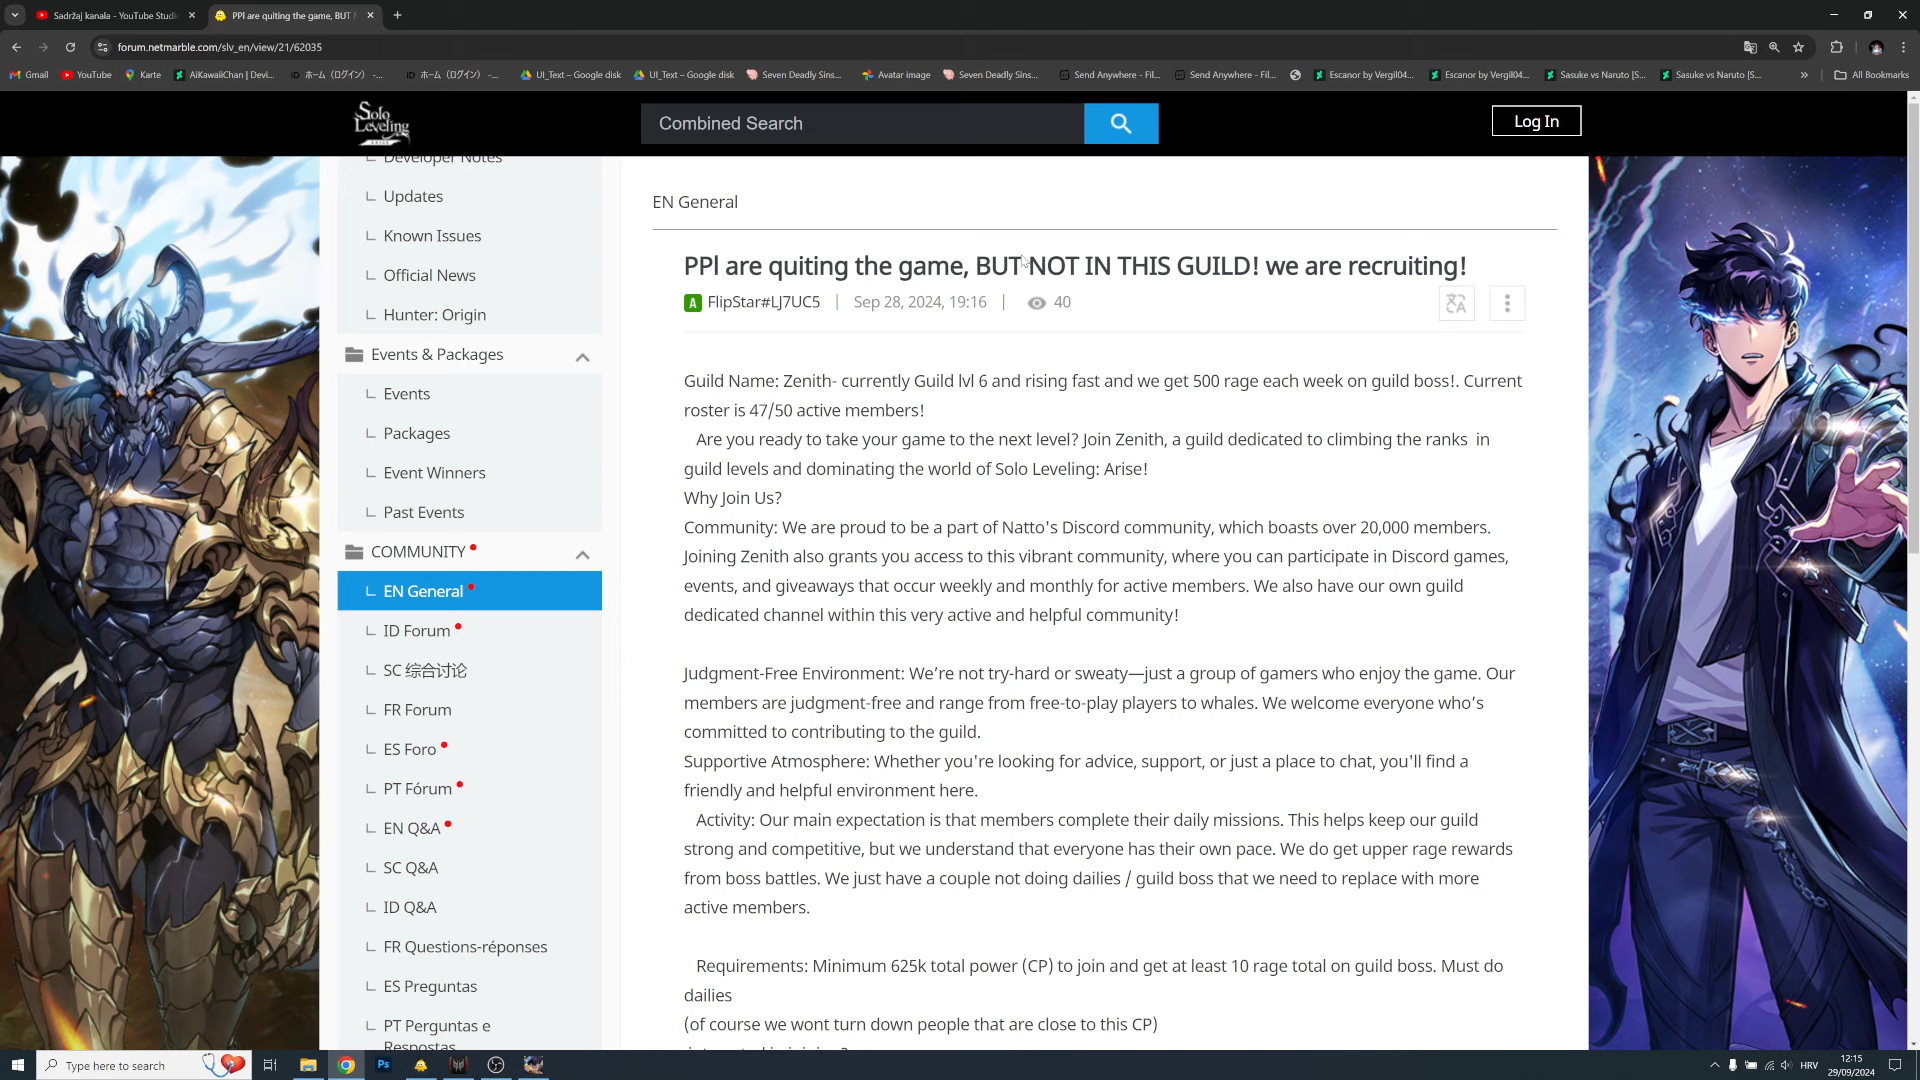 Sadržaj kanala - YouTube Studi
PPl are quiting the game, BUT
forum.netmarble.com/slv_en/view/21/62035
Gmail
YouTube
Karte
AiKawaiiChan | Devi...
ホーム（ログイン） -...
ホーム（ログイン） -...
UI_Text – Google disk
UI_Text – Google disk
Seven Deadly Sins...
Avatar image
Seven Deadly Sins...
Send Anywhere - Fil...
Send Anywhere - Fil...
Escanor by Vergil04...
Escanor by Vergil04...
Sasuke vs Naruto [S...
Sasuke vs Naruto [S...
All Bookmarks
Solo Leveling
Combined Search
Log In
Developer Notes
Updates
Known Issues
Official News
Hunter: Origin
Events & Packages
Events
Packages
Event Winners
Past Events
COMMUNITY
EN General
ID Forum
SC 综合讨论
FR Forum
ES Foro
PT Fórum
EN Q&A
SC Q&A
ID Q&A
FR Questions-réponses
ES Preguntas
PT Perguntas e
Respostas
EN General
PPl are quiting the game, BUT NOT IN THIS GUILD! we are recruiting!
A FlipStar#LJ7UC5 | Sep 28, 2024, 19:16 | 40
Guild Name: Zenith- currently Guild lvl 6 and rising fast and we get 500 rage each week on guild boss!. Current
roster is 47/50 active members!
Are you ready to take your game to the next level? Join Zenith, a guild dedicated to climbing the ranks in
guild levels and dominating the world of Solo Leveling: Arise!
Why Join Us?
Community: We are proud to be a part of Natto's Discord community, which boasts over 20,000 members.
Joining Zenith also grants you access to this vibrant community, where you can participate in Discord games,
events, and giveaways that occur weekly and monthly for active members. We also have our own guild
dedicated channel within this very active and helpful community!
Judgment-Free Environment: We’re not try-hard or sweaty—just a group of gamers who enjoy the game. Our
members are judgment-free and range from free-to-play players to whales. We welcome everyone who’s
committed to contributing to the guild.
Supportive Atmosphere: Whether you're looking for advice, support, or just a place to chat, you'll find a
friendly and helpful environment here.
Activity: Our main expectation is that members complete their daily missions. This helps keep our guild
strong and competitive, but we understand that everyone has their own pace. We do get upper rage rewards
from boss battles. We just have a couple not doing dailies / guild boss that we need to replace with more
active members.
Requirements: Minimum 625k total power (CP) to join and get at least 10 rage total on guild boss. Must do
dailies
(of course we wont turn down people that are close to this CP)
Type here to search
Ps
HRV
12:15
29/09/2024